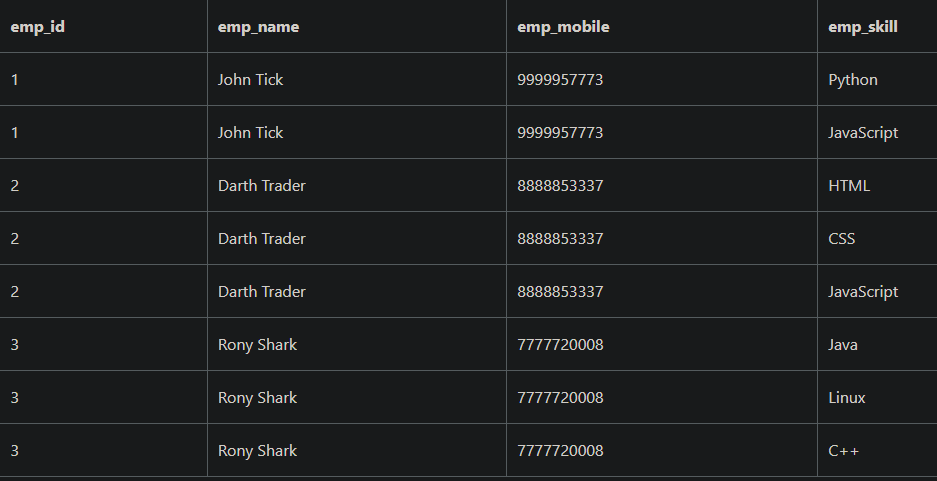 emp_id emp_name emp_mobile emp_skill
1 John Tick 9999957773 Python
1 John Tick 9999957773 JavaScript
2 Darth Trader 8888853337 HTML
2 Darth Trader 8888853337 CSS
2 Darth Trader 8888853337 JavaScript
3 Rony Shark 7777720008 Java
3 Rony Shark 7777720008 Linux
3 Rony Shark 7777720008 C++